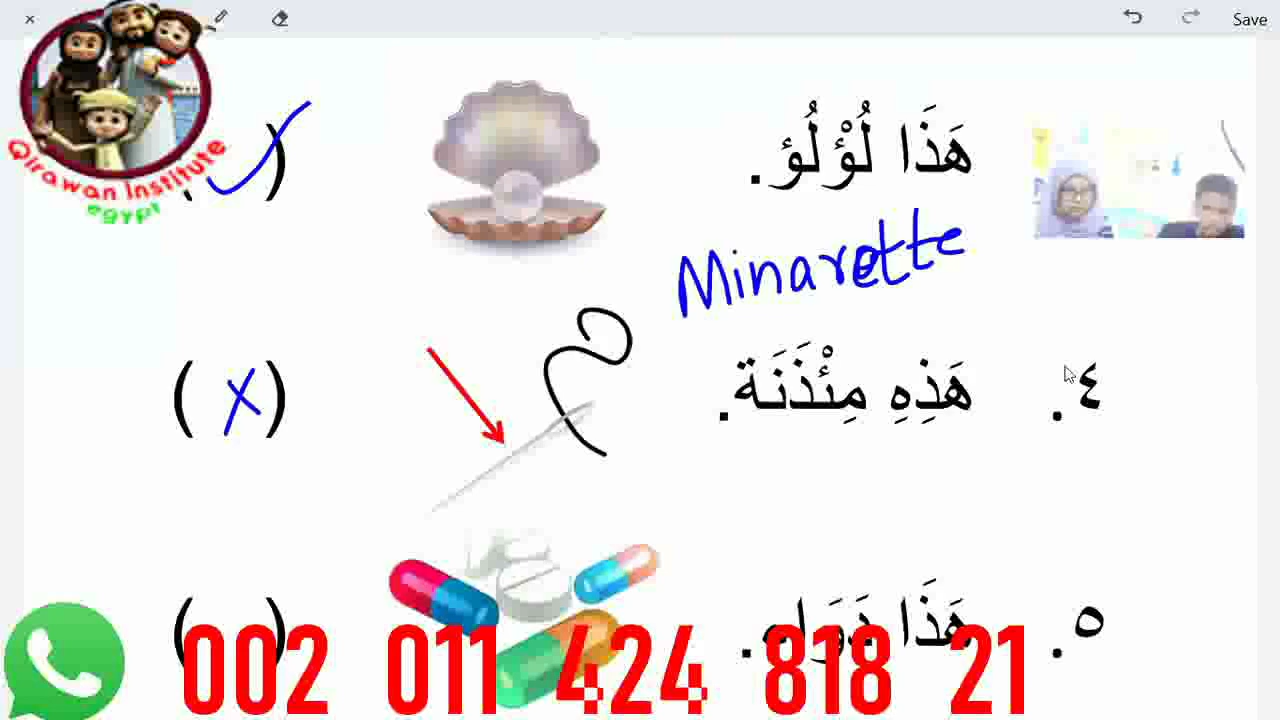 Save
Qirawan Institute
egypt
هَذَا لُؤْلُؤ.
Minarette
٤. هَذِهِ مِئْذَنَة.
( X )
٥. هَذَا دَوَاء.
( )
002 011 424 818 21